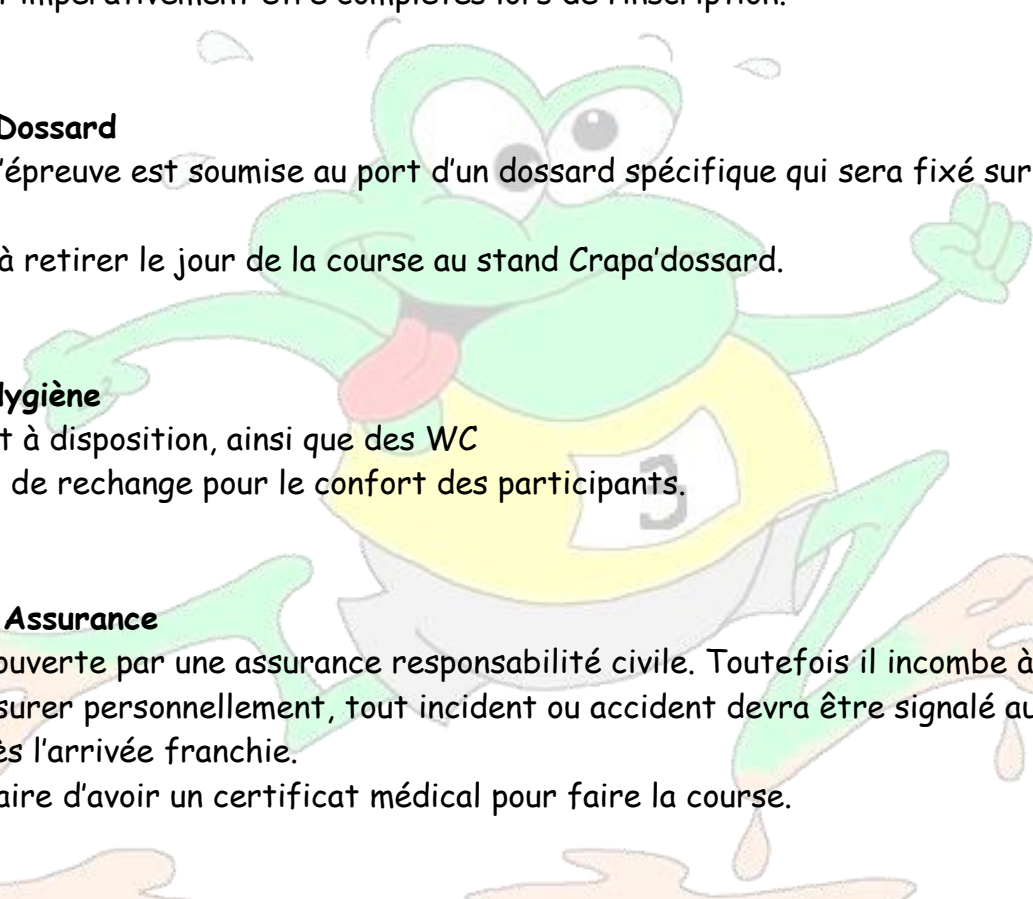 impérativement être complétés lors de l'inscription.
Dossard
l'épreuve est soumise au port d'un dossard spécifique qui sera fixé sur
à retirer le jour de la course au stand Crapa'dossard.
Hygiène
t à disposition, ainsi que des WC
de rechange pour le confort des participants.
Assurance
ouverte par une assurance responsabilité civile. Toutefois il incombe à
surer personnellement, tout incident ou accident devra être signalé au
ès l'arrivée franchie.
aire d'avoir un certificat médical pour faire la course.
3